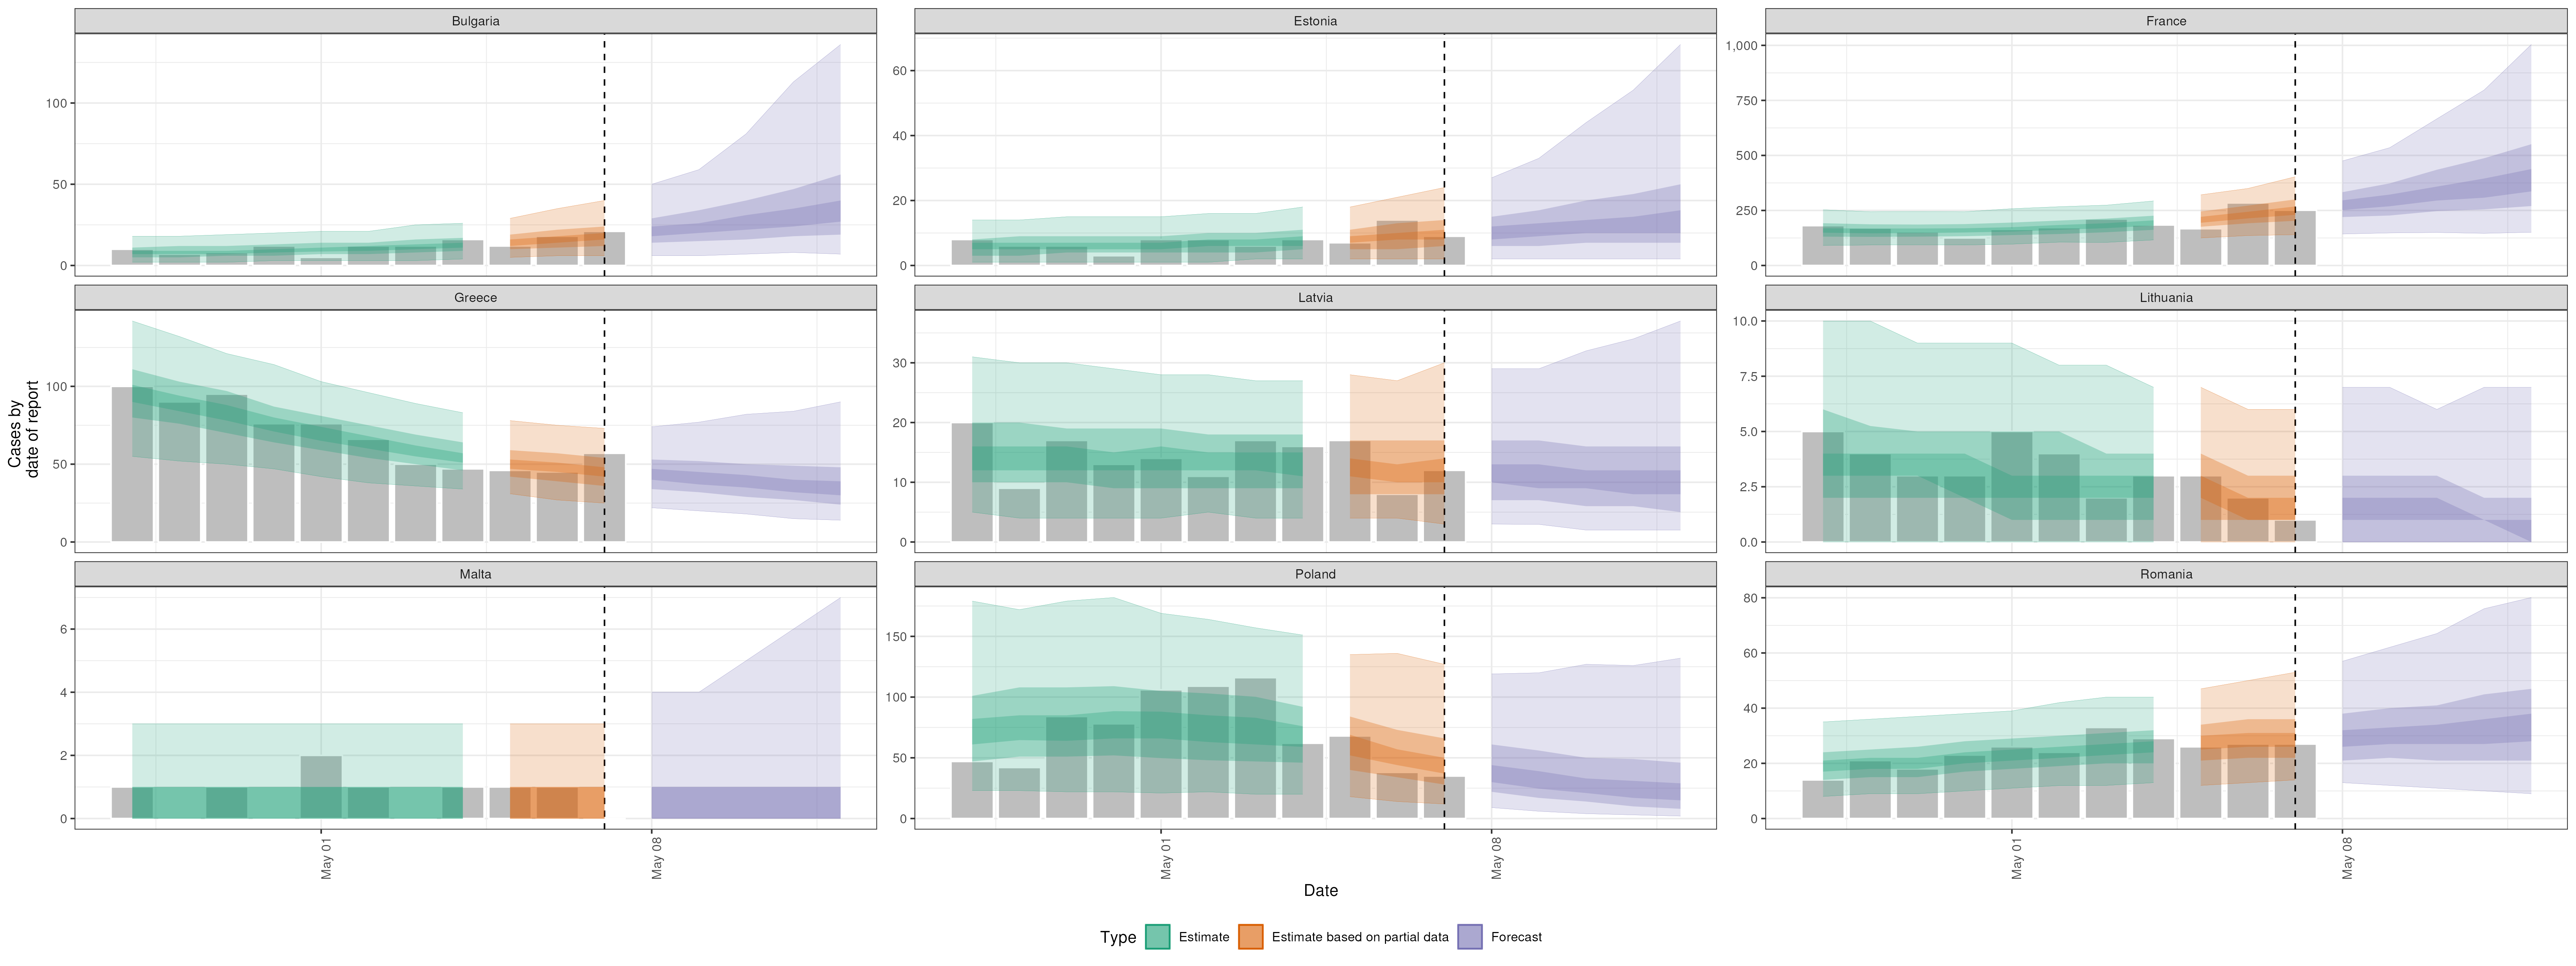 Bulgaria
Estonia
France
100
50
0
60
40
20
0
1,000
750
500
250
0
Greece
Latvia
Lithuania
Cases by
date of report
100
50
0
30
20
10
0
10.0
7.5
5.0
2.5
0.0
Malta
Poland
Romania
6
4
2
0
150
100
50
0
80
60
40
20
0
May 01
May 08
May 01
May 08
May 01
May 08
Date
Type
Estimate
Estimate based on partial data
Forecast